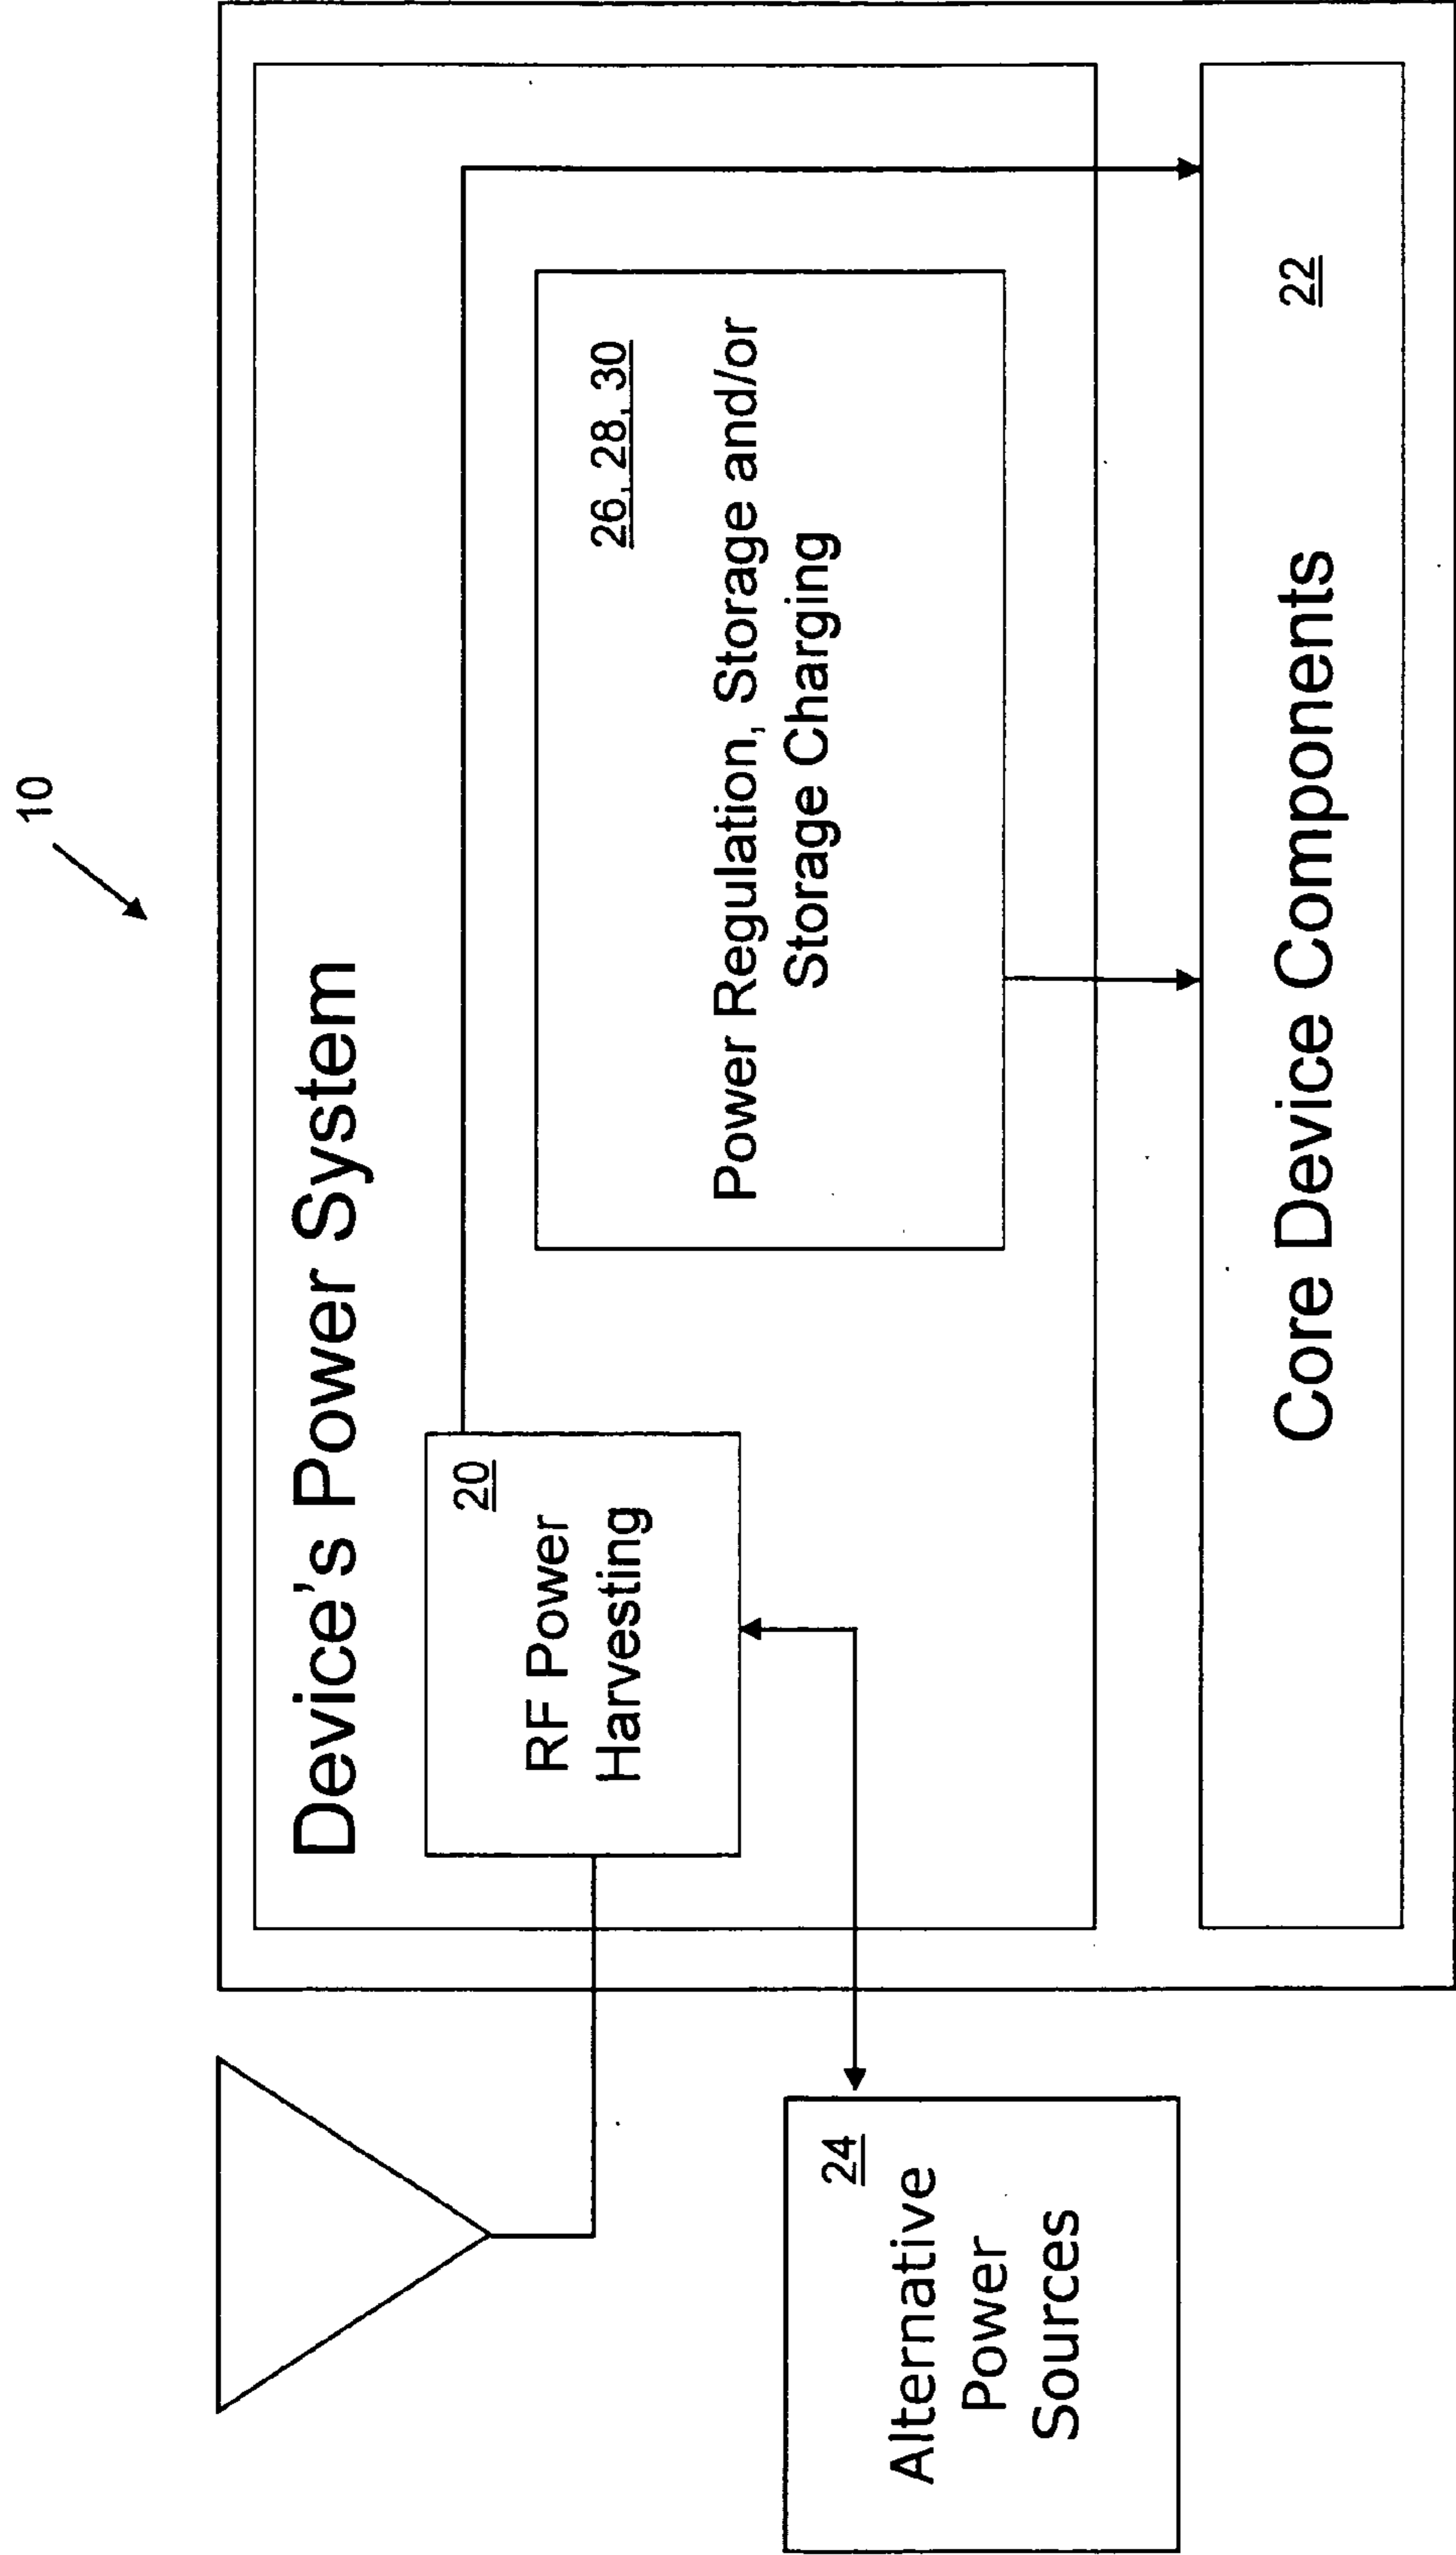 10
Device's Power System
20
RF Power
Harvesting
26, 28, 30
Power Regulation, Storage and/or
Storage Charging
24
Alternative
Power
Sources
22
Core Device Components